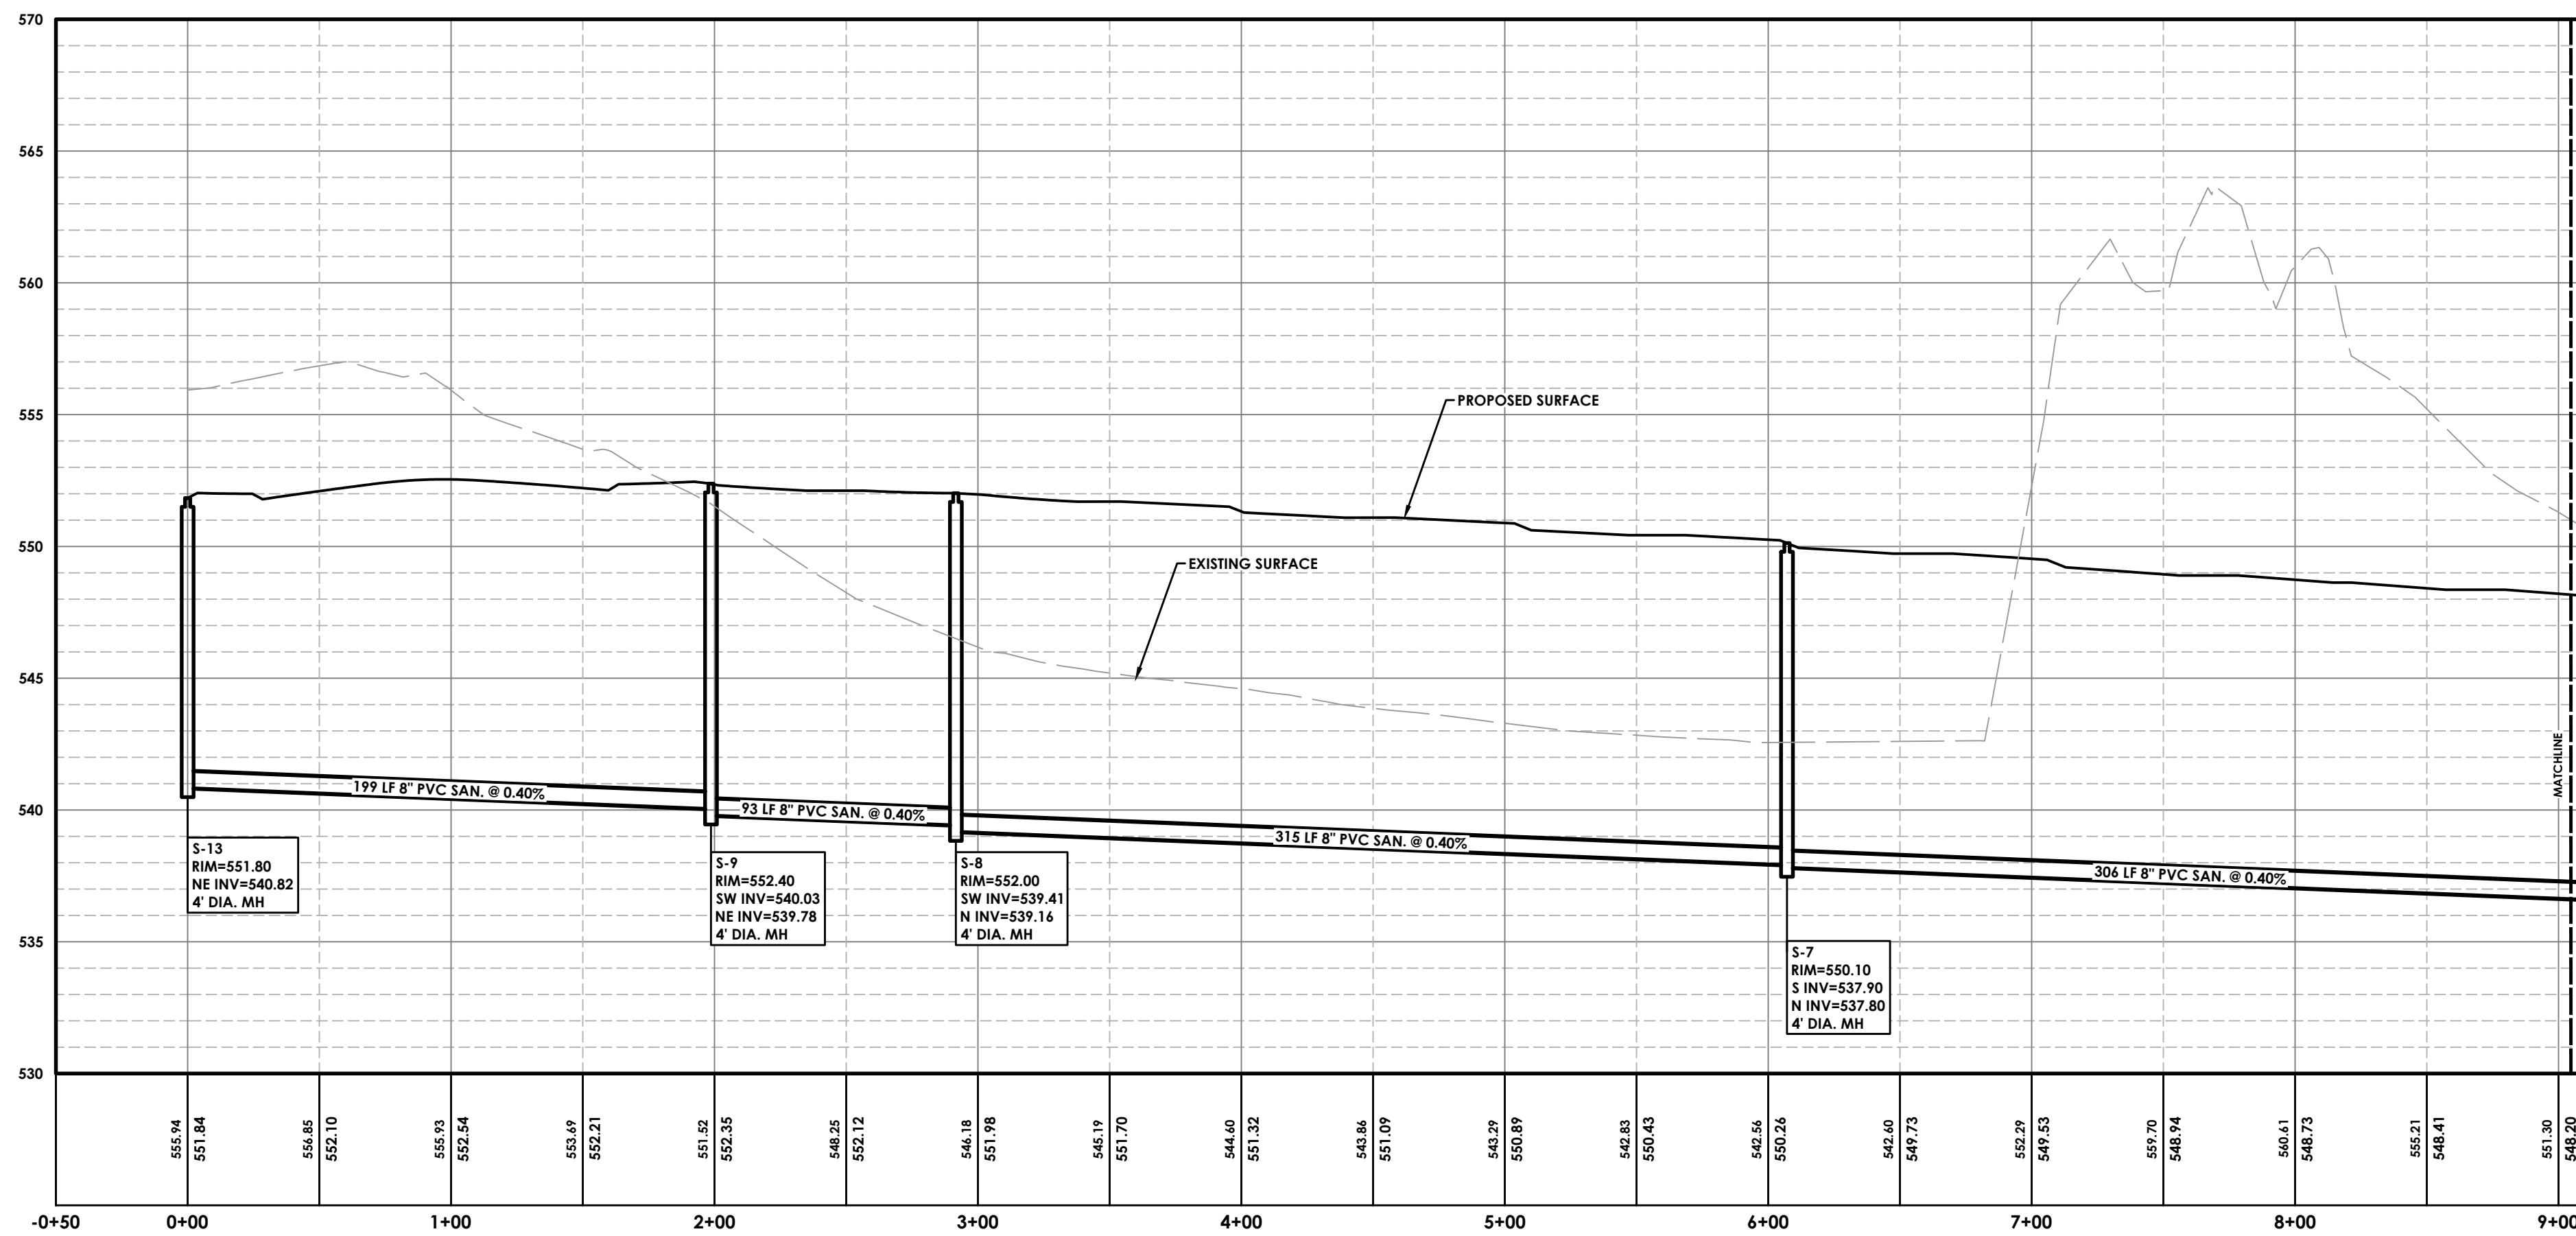 570
565
560
555
550
545
540
535
530
PROPOSED SURFACE
EXISTING SURFACE
199 LF 8" PVC SAN. @ 0.40%
93 LF 8" PVC SAN. @ 0.40%
315 LF 8" PVC SAN. @ 0.40%
306 LF 8" PVC SAN. @ 0.40%
MATCHLINE
S-13
RIM=551.80
NE INV=540.82
4' DIA. MH
S-9
RIM=552.40
SW INV=540.03
NE INV=539.78
4' DIA. MH
S-8
RIM=552.00
SW INV=539.41
N INV=539.16
4' DIA. MH
S-7
RIM=550.10
S INV=537.90
N INV=537.80
4' DIA. MH
555.94
551.84
556.85
552.10
555.93
552.54
553.69
552.21
551.52
552.35
548.25
552.12
546.18
551.98
545.19
551.70
544.60
551.32
543.86
551.09
543.29
550.89
542.83
550.43
542.56
550.26
542.60
549.73
552.29
549.53
559.70
548.94
560.61
548.73
555.21
548.41
551.30
548.20
-0+50
0+00
1+00
2+00
3+00
4+00
5+00
6+00
7+00
8+00
9+00